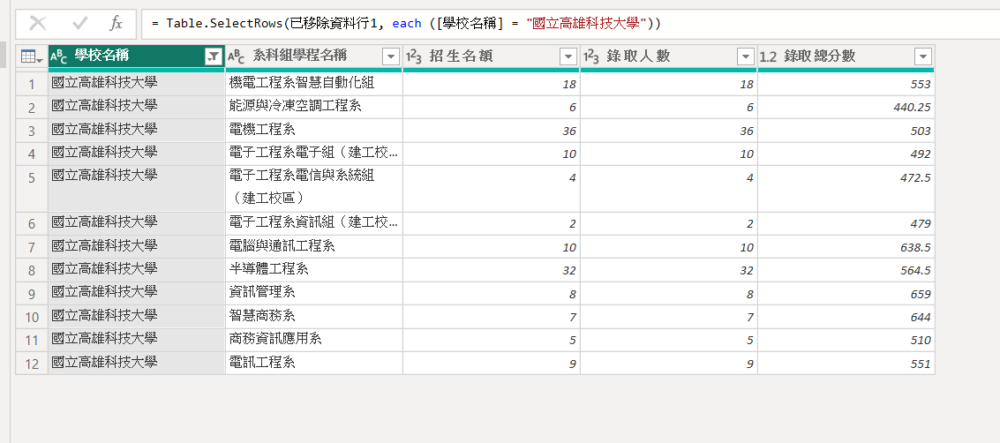 fx = Table.SelectRows(已移除資料行1, each ([學校名稱] = "國立高雄科技大學"))
ABC 學校名稱 ABC 系科組學程名稱 123 招生名額 123 錄取人數 1.2 錄取總分數
1 國立高雄科技大學 機電工程系智慧自動化組 18 18 553
2 國立高雄科技大學 能源與冷凍空調工程系 6 6 440.25
3 國立高雄科技大學 電機工程系 36 36 503
4 國立高雄科技大學 電子工程系電子組（建工校... 10 10 492
5 國立高雄科技大學 電子工程系電信與系統組 4 4 472.5
（建工校區）
6 國立高雄科技大學 電子工程系資訊組（建工校... 2 2 479
7 國立高雄科技大學 電腦與通訊工程系 10 10 638.5
8 國立高雄科技大學 半導體工程系 32 32 564.5
9 國立高雄科技大學 資訊管理系 8 8 659
10 國立高雄科技大學 智慧商務系 7 7 644
11 國立高雄科技大學 商務資訊應用系 5 5 510
12 國立高雄科技大學 電訊工程系 9 9 551